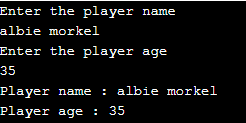 Enter the player name
albie morkel
Enter the player age
35
Player name : albie morkel
Player age : 35